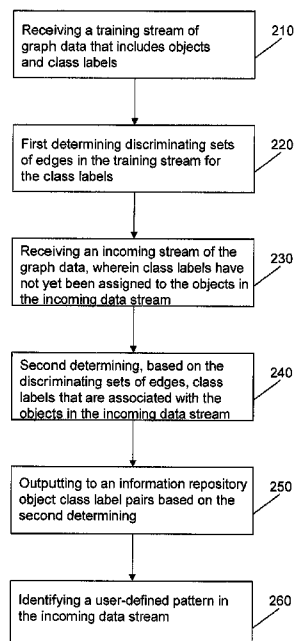 Receiving a training stream of
graph data that includes objects
and class labels
210
First determining discriminating sets
of edges in the training stream for
the class labels
220
Receiving an incoming stream of the
graph data, wherein class labels have
not yet been assigned to the objects in
the incoming data stream
230
Second determining, based on the
discriminating sets of edges, class
labels that are associated with the
objects in the incoming data stream
240
Outputting to an information repository
object class label pairs based on the
second determining
250
Identifying a user-defined pattern in
the incoming data stream
260